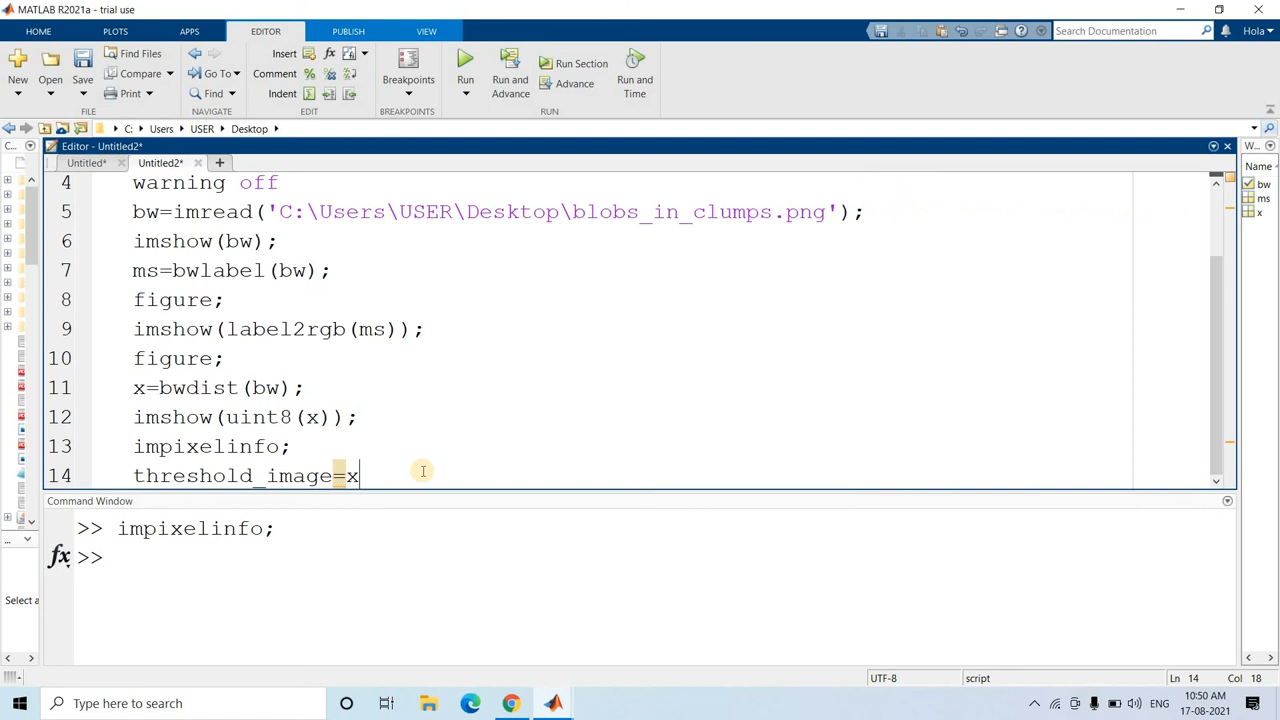 MATLAB R2021a - trial use
HOME PLOTS APPS EDITOR PUBLISH VIEW
Search Documentation
Hola
New Open Save
Find Files
Compare
Print
FILE
Go To
Find
NAVIGATE
Insert
Comment
Indent
EDIT
Breakpoints
BREAKPOINTS
Run
Run and Advance
Run Section
Advance
Run and Time
RUN
C: Users USER Desktop
C...
Editor - Untitled2*
W...
Untitled* Untitled2*
Name
bw
ms
x
4 warning off
5 bw=imread('C:\Users\USER\Desktop\blobs_in_clumps.png');
6 imshow(bw);
7 ms=bwlabel(bw);
8 figure;
9 imshow(label2rgb(ms));
10 figure;
11 x=bwdist(bw);
12 imshow(uint8(x));
13 impixelinfo;
14 threshold_image=x
Command Window
>> impixelinfo;
fx >>
...
Select a
UTF-8 script Ln 14 Col 18
Type here to search
ENG
10:50 AM
17-08-2021